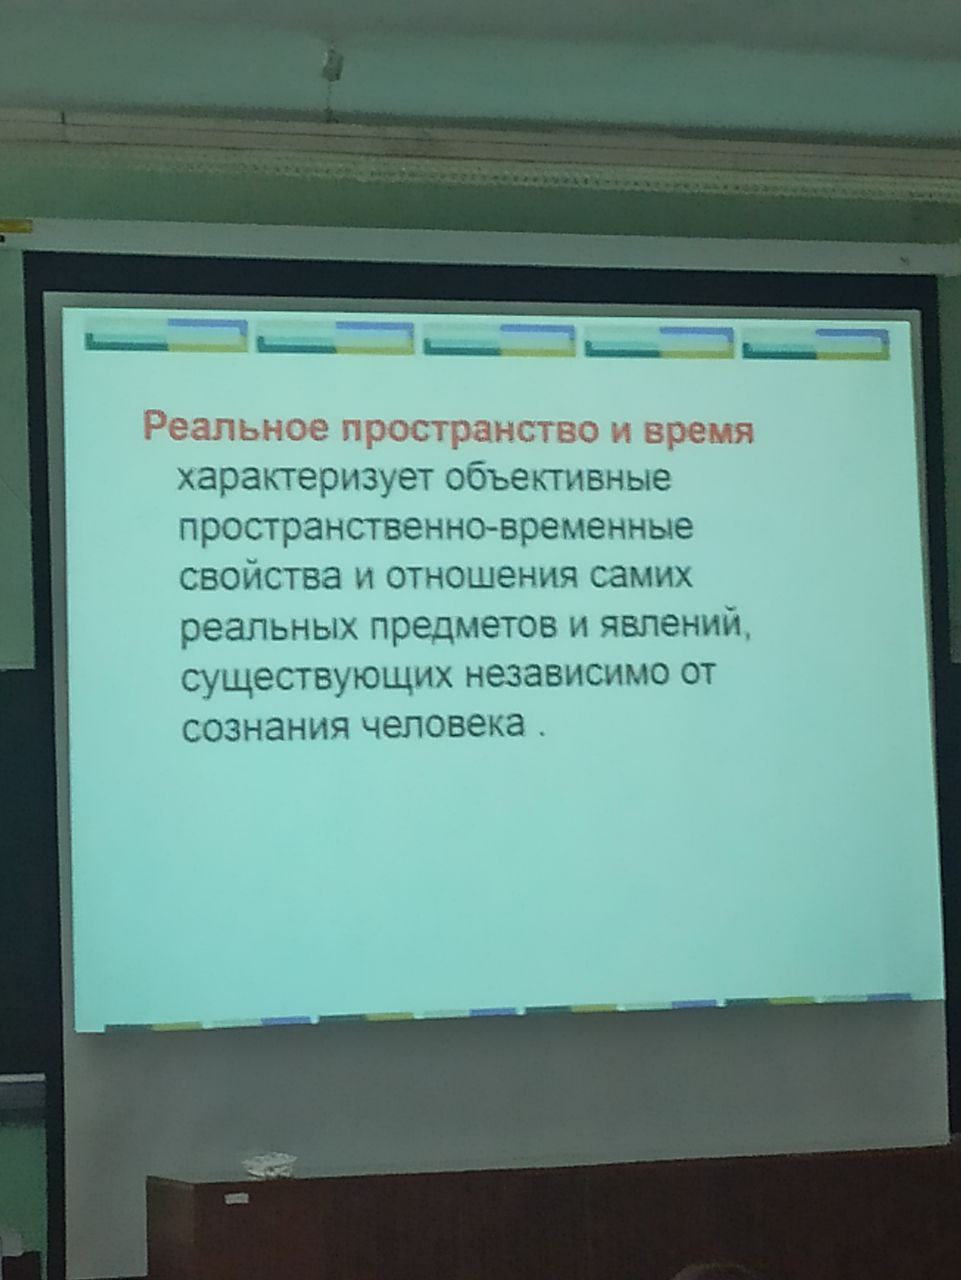 Реальное пространство и время
характеризует объективные
пространственно-временные
свойства и отношения самих
реальных предметов и явлений,
существующих независимо от
сознания человека .